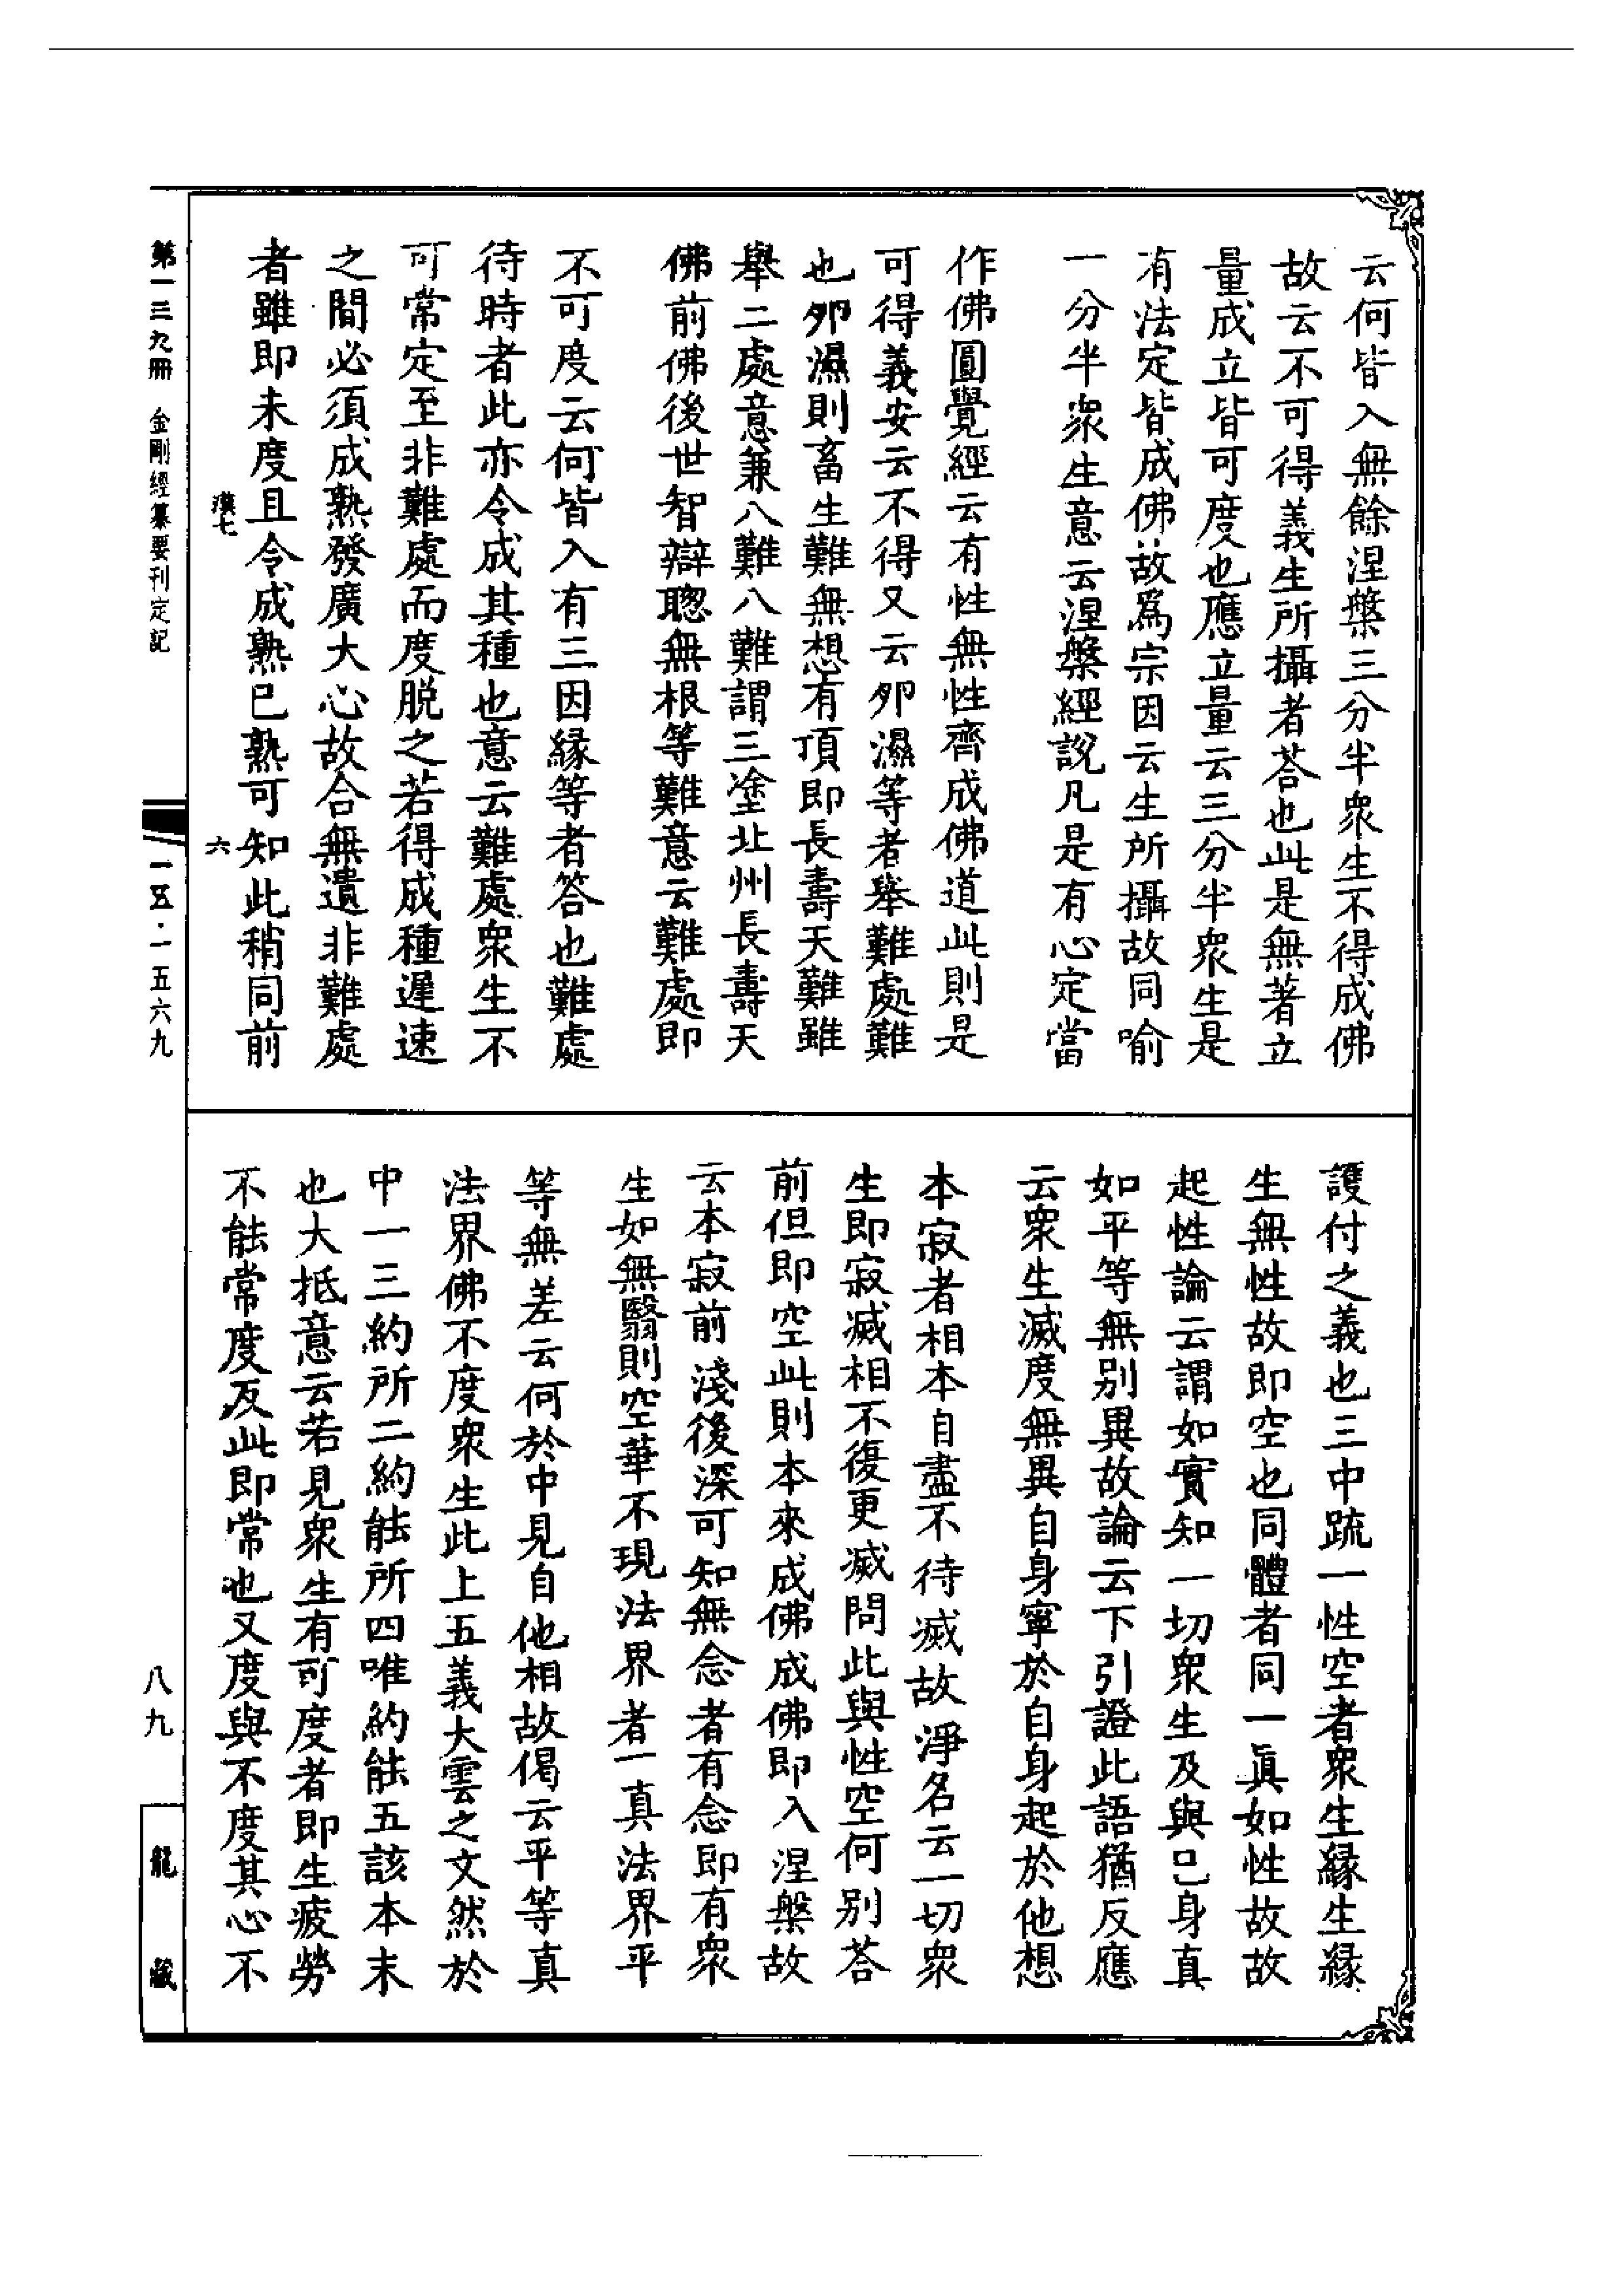 云何皆入無餘涅槃三分半眾生不得成佛
故云不可得義生所攝者荅也此是無著立
量成立皆可度也應立量云三分半眾生是
有法定皆成佛故為宗因云生所攝故同喻
一分半眾生意云涅槃經說凡是有心定當
作佛圓覺經云有性無性齊成佛道此則是
可得義安云不得又云夘濕等者舉難處難
也夘濕則畜生難無想有頂即長壽天難雖
舉二處意兼八難八難謂三塗北州長壽天
佛前佛後世智辯聰無根等難意云難處即
不可度云何皆入有三因緣等者答也難處
待時者此亦令成其種也意云難處眾生不
可常定至非難處而度脫之若得成種遲速
之間必須成熟發廣大心故合無遺非難處
者雖即未度且令成熟已熟可知此稍同前
護付之義也三中疏一性空者眾生緣生緣
生無性故即空也同體者同一真如性故故
起性論云謂如實知一切眾生及與己身真
如平等無別異故論云下引證此語猶反應
云眾生滅度無異自身寧於自身起於他想
本寂者相本自盡不待滅故淨名云一切眾
生即寂滅相不復更滅問此與性空何別荅
前但即空此則本來成佛成佛即入涅槃故
云本寂前淺後深可知無念者有念即有眾
生如無翳則空華不現法界者一真法界平
等無差云何於中見自他相故偈云平等真
法界佛不度眾生此上五義大雲之文然於
中一三約所二約能所四唯約能五該本末
也大抵意云若見眾生有可度者即生疲勞
不能常度反此即常也又度與不度其心不
漠七
六
第一三九冊 金剛經纂要刊定記
一五·一五六九
八九
龍藏